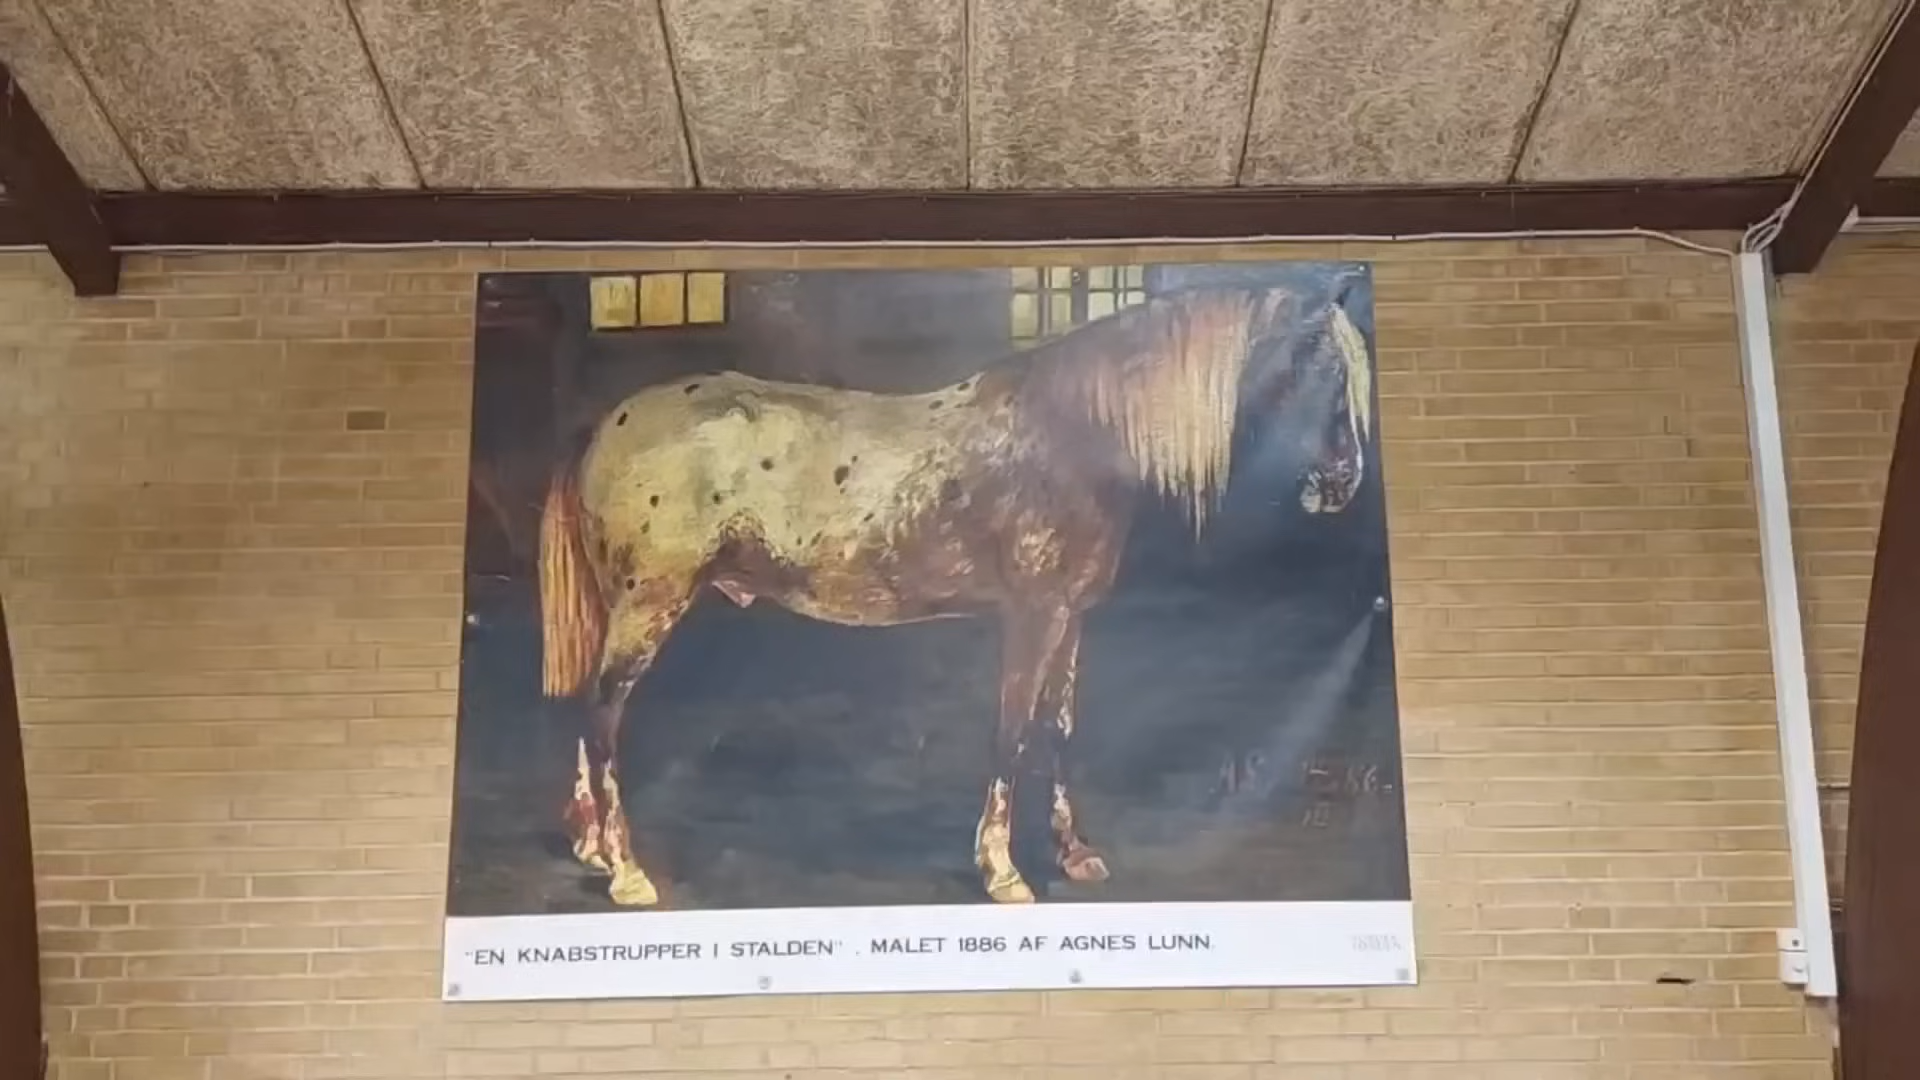 "EN KNABSTRUPPER I STALDEN" . MALET 1886 AF AGNES LUNN.